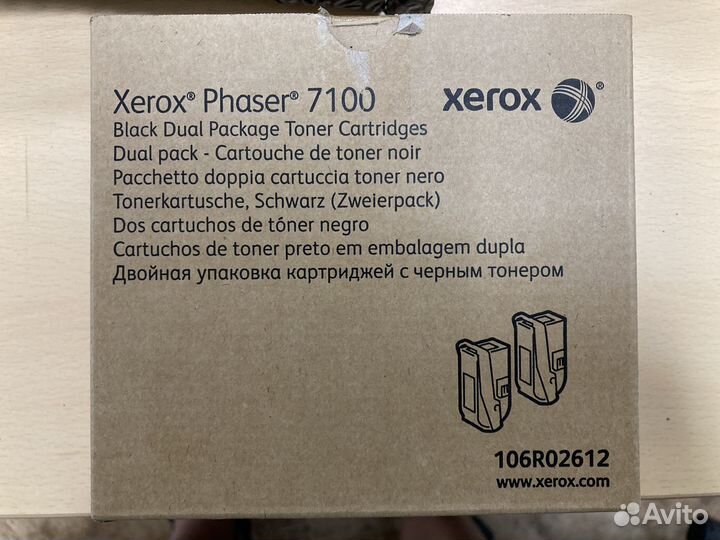 Xerox® Phaser® 7100
xerox®
Black Dual Package Toner Cartridges
Dual pack - Cartouche de toner noir
Pacchetto doppia cartuccia toner nero
Tonerkartusche, Schwarz (Zweierpack)
Dos cartuchos de tóner negro
Cartuchos de toner preto em embalagem dupla
Двойная упаковка картриджей с черным тонером
106R02612
www.xerox.com
Avito